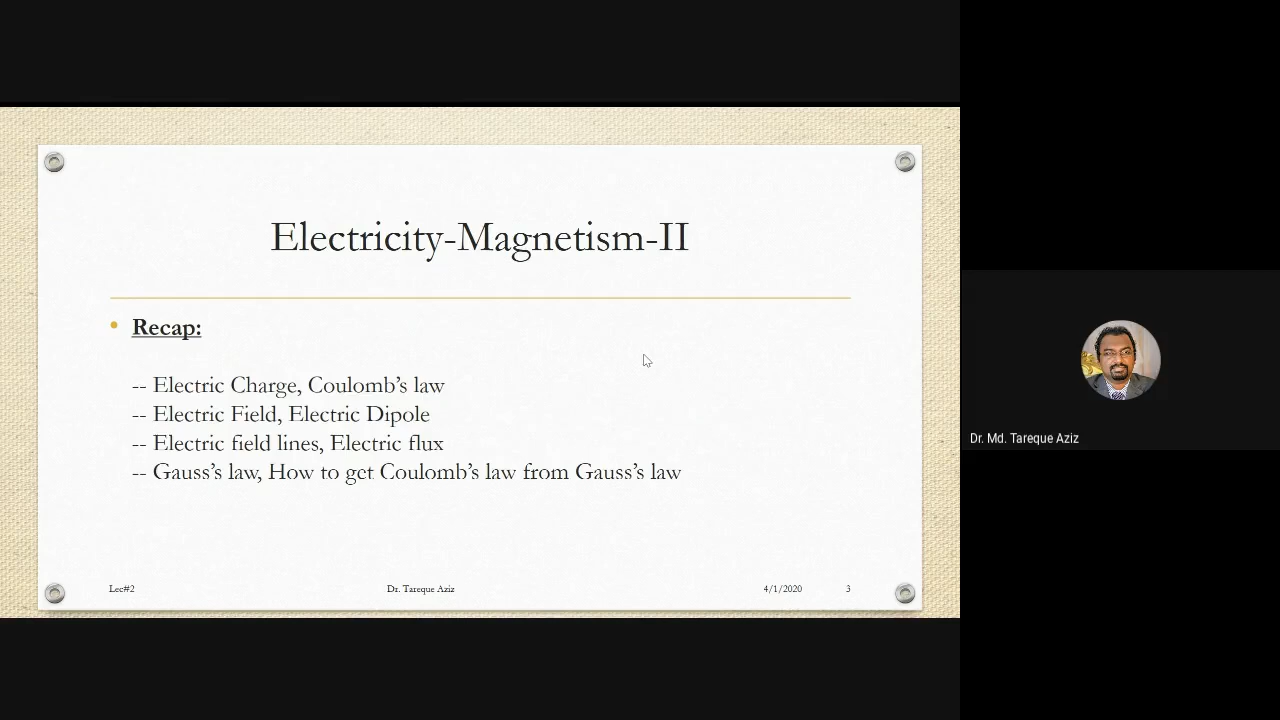 Electricity-Magnetism-II
• Recap:
-- Electric Charge, Coulomb’s law
-- Electric Field, Electric Dipole
-- Electric field lines, Electric flux
-- Gauss’s law, How to get Coulomb’s law from Gauss’s law
Lec#2 Dr. Tareque Aziz 4/1/2020 3
Dr. Md. Tareque Aziz